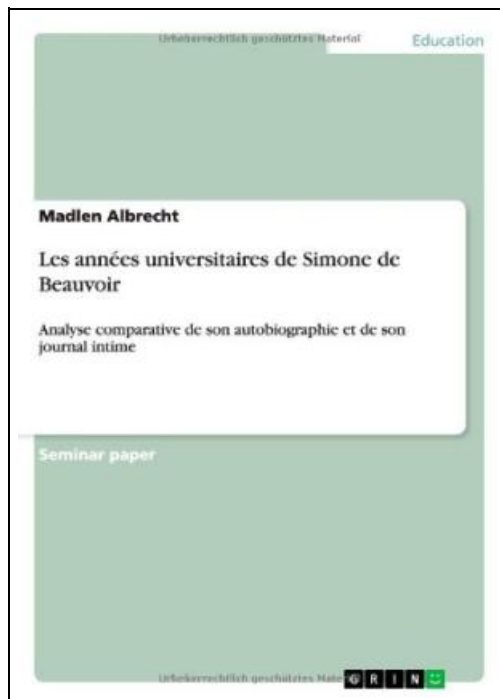 Urheberrechtlich geschütztes Material
Education
Madlen Albrecht
Les années universitaires de Simone de
Beauvoir
Analyse comparative de son autobiographie et de son
journal intime
Seminar paper
Urheberrechtlich geschütztes Mate
G R I N